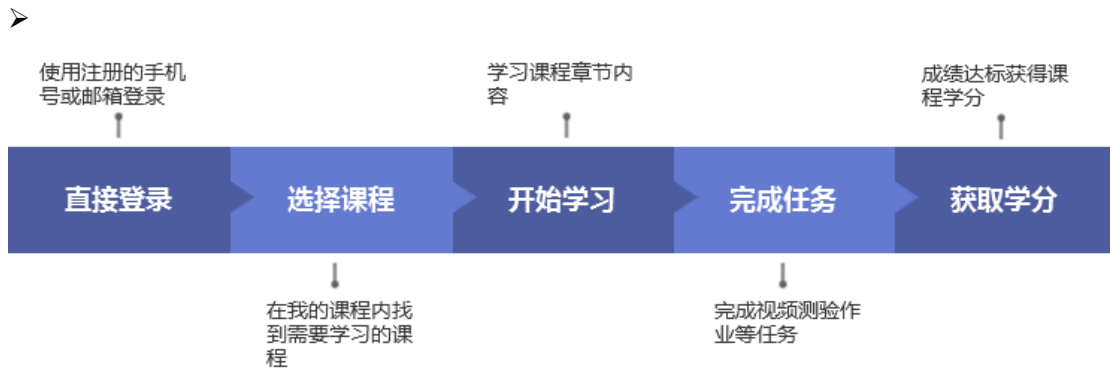 使用注册的手机
号或邮箱登录
学习课程章节内
容
成绩达标获得课
程学分
直接登录
选择课程
开始学习
完成任务
获取学分
在我的课程内找
到需要学习的课
程
完成视频测验作
业等任务